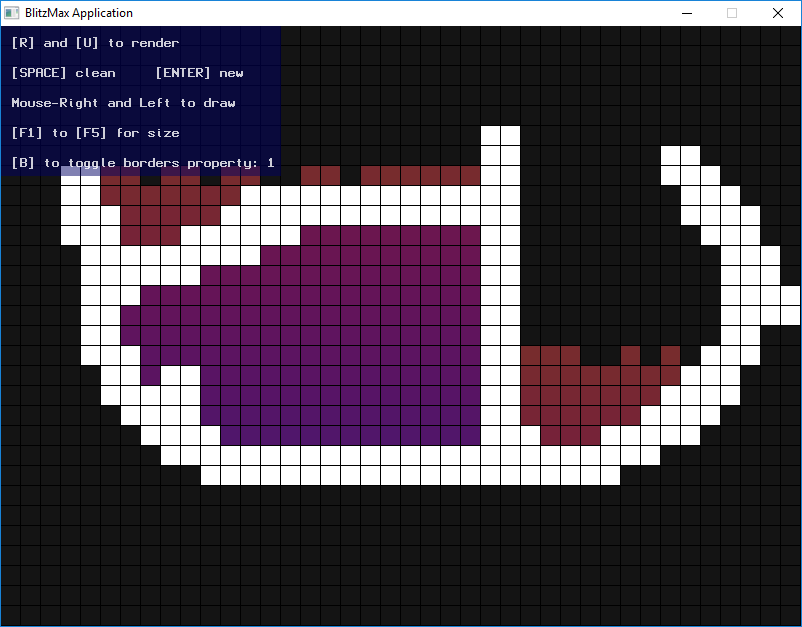 BlitzMax Application
[R] and [U] to render
[SPACE] clean     [ENTER] new
Mouse-Right and Left to draw
[F1] to [F5] for size
[B] to toggle borders property: 1